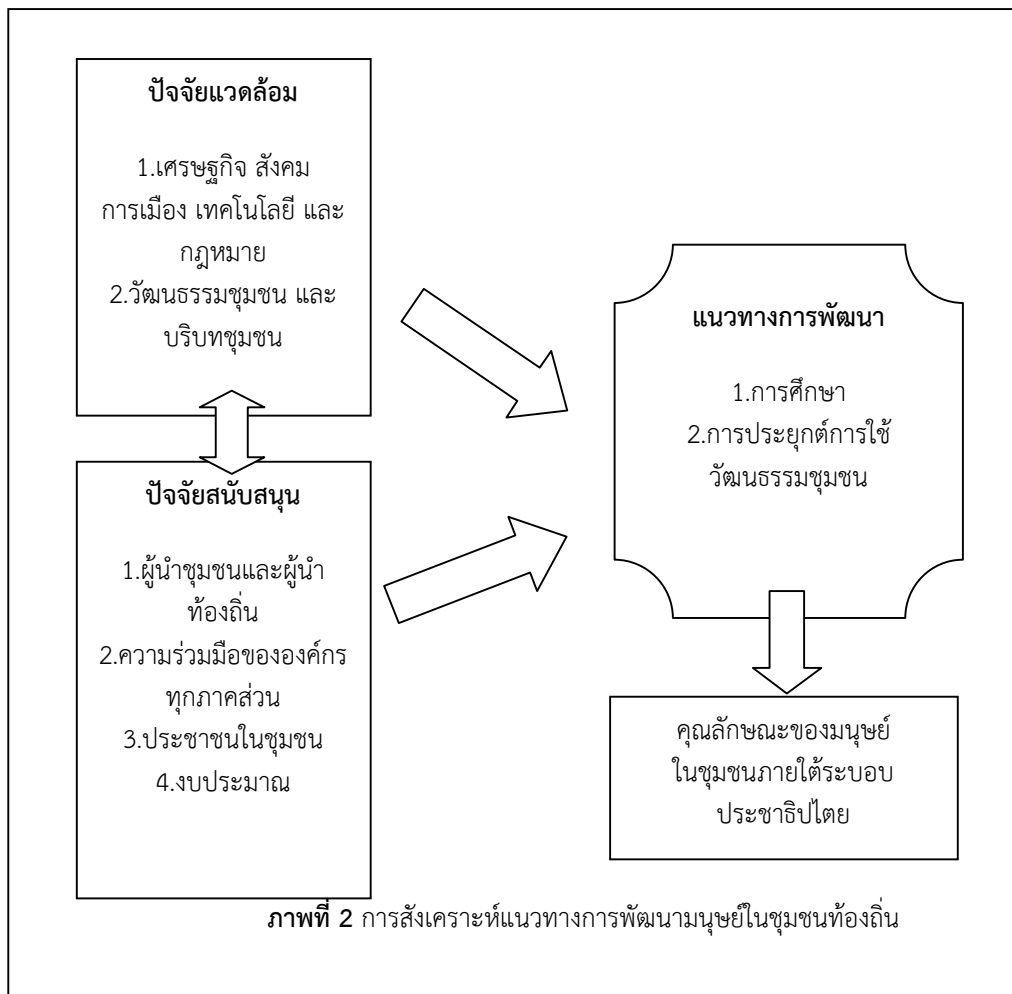 ปัจจัยแวดล้อม
1.เศรษฐกิจ สังคม
การเมือง เทคโนโลยี และ
กฎหมาย
2.วัฒนธรรมชุมชน และ
บริบทชุมชน
ปัจจัยสนับสนุน
1.ผู้นำชุมชนและผู้นำ
ท้องถิ่น
2.ความร่วมมือขององค์กร
ทุกภาคส่วน
3.ประชาชนในชุมชน
4.งบประมาณ
แนวทางการพัฒนา
1.การศึกษา
2.การประยุกต์การใช้
วัฒนธรรมชุมชน
คุณลักษณะของมนุษย์
ในชุมชนภายใต้ระบอบ
ประชาธิปไตย
ภาพที่ 2 การสังเคราะห์แนวทางการพัฒนามนุษย์ในชุมชนท้องถิ่น